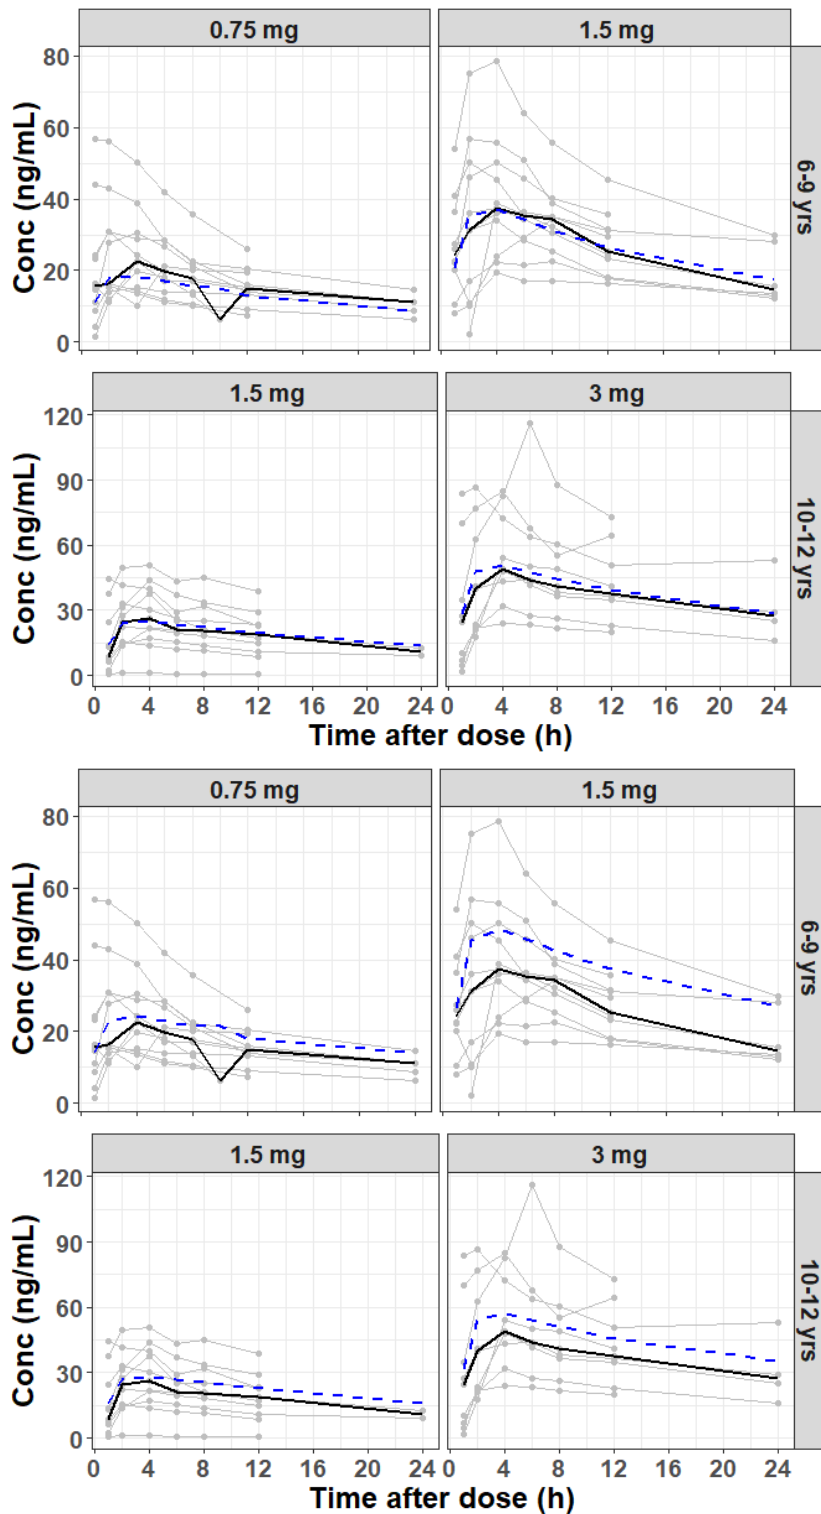 0.75 mg 1.5 mg
Conc (ng/mL)
80
60
40
20
0
6-9 yrs
1.5 mg 3 mg
Conc (ng/mL)
120
90
60
30
0
10-12 yrs
0 4 8 12 16 20 24 0 4 8 12 16 20 24
Time after dose (h)
0.75 mg 1.5 mg
Conc (ng/mL)
80
60
40
20
0
6-9 yrs
1.5 mg 3 mg
Conc (ng/mL)
120
90
60
30
0
10-12 yrs
0 4 8 12 16 20 24 0 4 8 12 16 20 24
Time after dose (h)